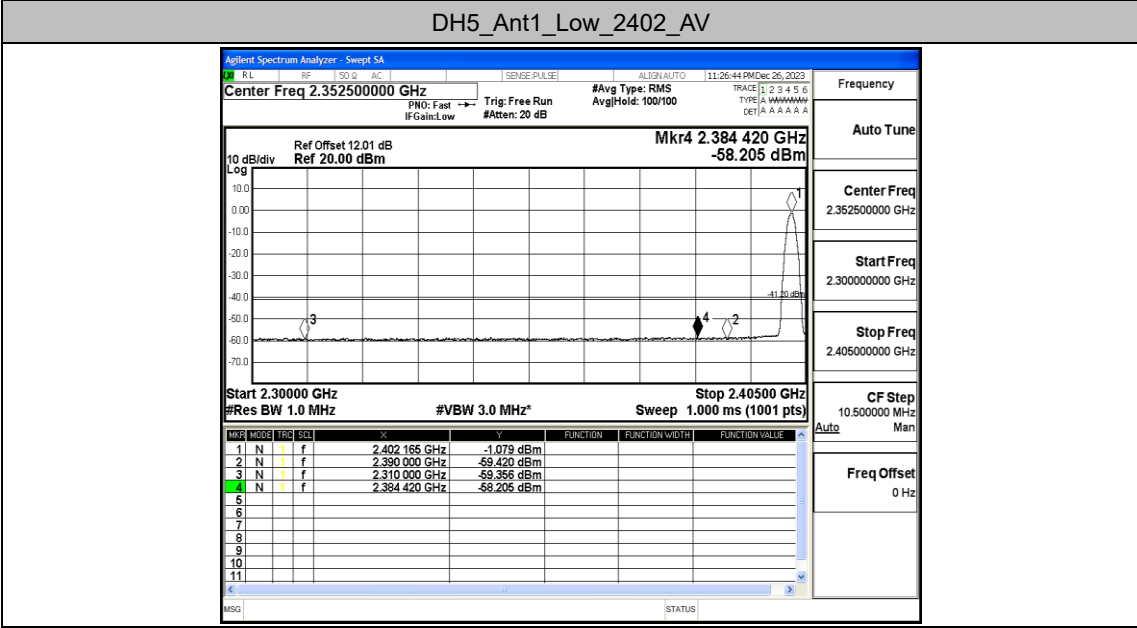 DH5_Ant1_Low_2402_AV
Agilent Spectrum Analyzer - Swept SA
RL RF 50 Ω AC SENSE:PULSE ALIGN AUTO 11:26:44 PM Dec 26, 2023
Center Freq 2.352500000 GHz
PNO: Fast
IFGain:Low
Trig: Free Run
#Atten: 20 dB
#Avg Type: RMS
Avg|Hold: 100/100
TRACE 1 2 3 4 5 6
TYPE A WWWWW
DET A A A A A A
Mkr4 2.384 420 GHz
-58.205 dBm
Ref Offset 12.01 dB
10 dB/div Ref 20.00 dBm
Log
10.0
0.00
-10.0
-20.0
-30.0
-40.0
-50.0
-60.0
-70.0
1
-41.20 dBm
3
4
2
Start 2.30000 GHz Stop 2.40500 GHz
#Res BW 1.0 MHz #VBW 3.0 MHz* Sweep 1.000 ms (1001 pts)
MKR MODE TRC SCL X Y FUNCTION FUNCTION WIDTH FUNCTION VALUE
1 N 1 f 2.402 165 GHz -1.079 dBm
2 N 1 f 2.390 000 GHz -59.420 dBm
3 N 1 f 2.310 000 GHz -59.356 dBm
4 N 1 f 2.384 420 GHz -58.205 dBm
5
6
7
8
9
10
11
MSG STATUS
Frequency
Auto Tune
Center Freq
2.352500000 GHz
Start Freq
2.300000000 GHz
Stop Freq
2.405000000 GHz
CF Step
10.500000 MHz
Auto Man
Freq Offset
0 Hz